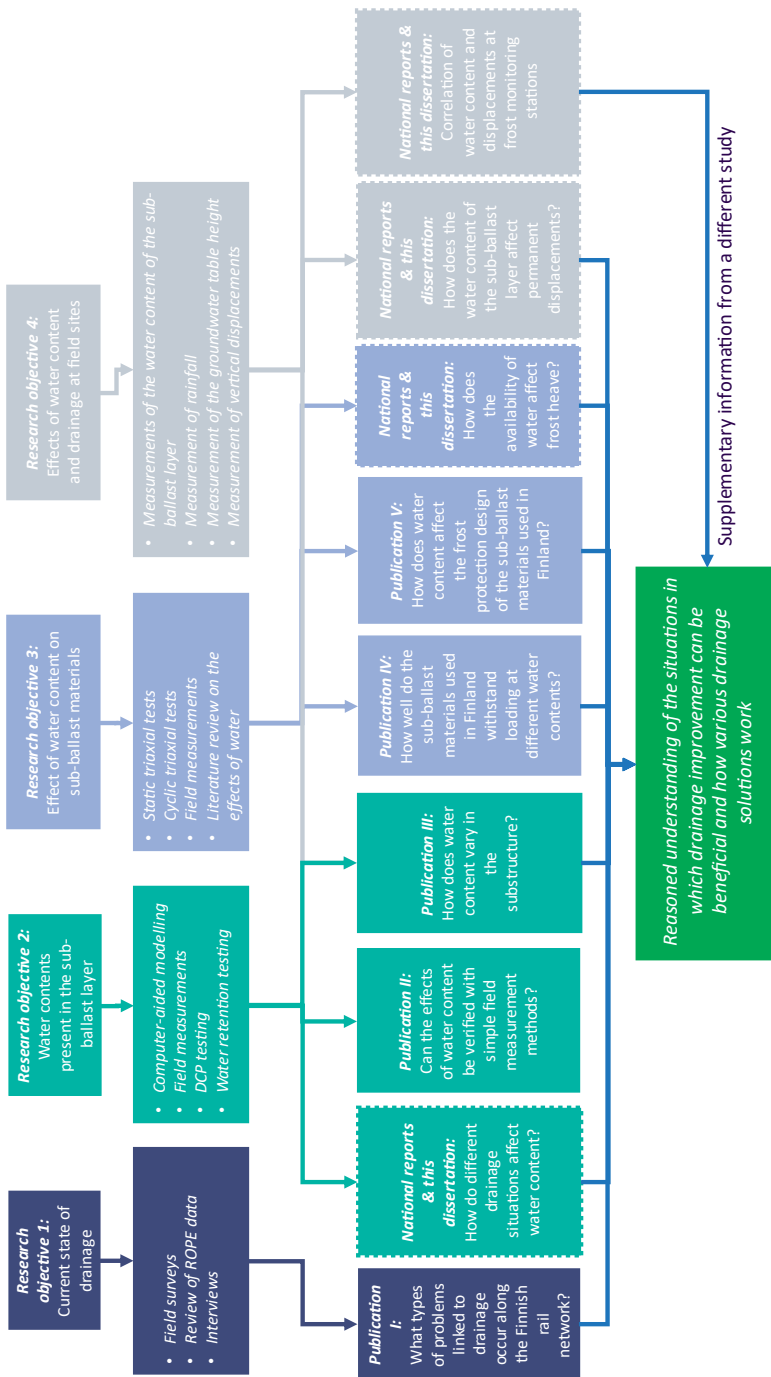 Research
objective 1:
Current state of
drainage
Research objective 2:
Water contents
present in the sub-
ballast layer
Research objective 3:
Effect of water content on
sub-ballast materials
Research objective 4:
Effects of water content
and drainage at field sites
• Field surveys
• Review of ROPE data
• Interviews
• Computer-aided modelling
• Field measurements
• DCP testing
• Water retention testing
• Static triaxial tests
• Cyclic triaxial tests
• Field measurements
• Literature review on the
effects of water
• Measurements of the water content of the sub-
ballast layer
• Measurement of rainfall
• Measurement of the groundwater table height
• Measurement of vertical displacements
Publication
I:
What types
of problems
linked to
drainage
occur along
the Finnish
rail
network?
National reports
& this
dissertation:
How do different
drainage
situations affect
water content?
Publication II:
Can the effects
of water content
be verified with
simple field
measurement
methods?
Publication III:
How does water
content vary in
the
substructure?
Publication IV:
How well do the
sub-ballast
materials used
in Finland
withstand
loading at
different water
contents?
Publication V:
How does water
content affect
the frost
protection design
of the sub-ballast
materials used in
Finland?
National
reports &
this
dissertation:
How does
the
availability of
water affect
frost heave?
National reports
& this
dissertation:
How does the
water content of
the sub-ballast
layer affect
permanent
displacements?
National reports &
this dissertation:
Correlation of
water content and
displacements at
frost monitoring
stations
Reasoned understanding of the situations in
which drainage improvement can be
beneficial and how various drainage
solutions work
Supplementary information from a different study